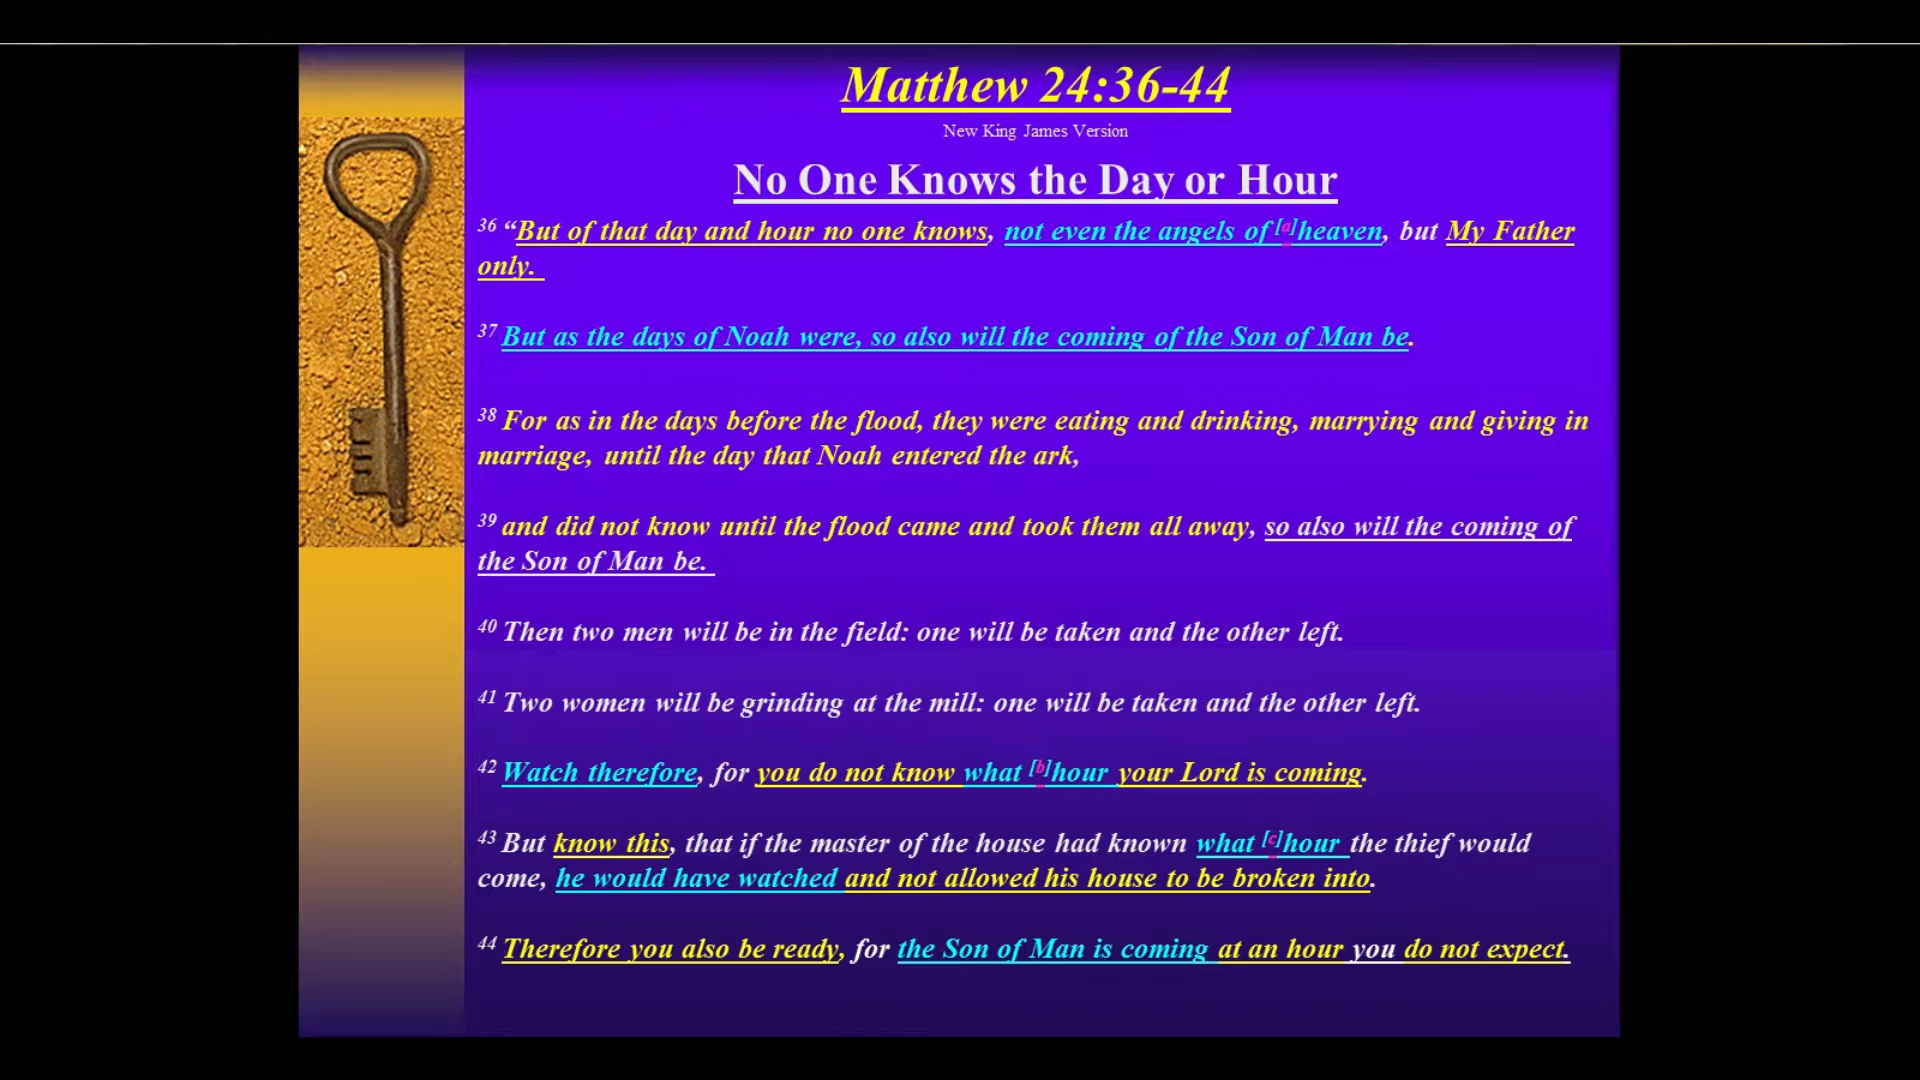 Matthew 24:36-44
New King James Version
No One Knows the Day or Hour
36 “But of that day and hour no one knows, not even the angels of [a]heaven, but My Father
only.
37 But as the days of Noah were, so also will the coming of the Son of Man be.
38 For as in the days before the flood, they were eating and drinking, marrying and giving in
marriage, until the day that Noah entered the ark,
39 and did not know until the flood came and took them all away, so also will the coming of
the Son of Man be.
40 Then two men will be in the field: one will be taken and the other left.
41 Two women will be grinding at the mill: one will be taken and the other left.
42 Watch therefore, for you do not know what [b]hour your Lord is coming.
43 But know this, that if the master of the house had known what [c]hour the thief would
come, he would have watched and not allowed his house to be broken into.
44 Therefore you also be ready, for the Son of Man is coming at an hour you do not expect.